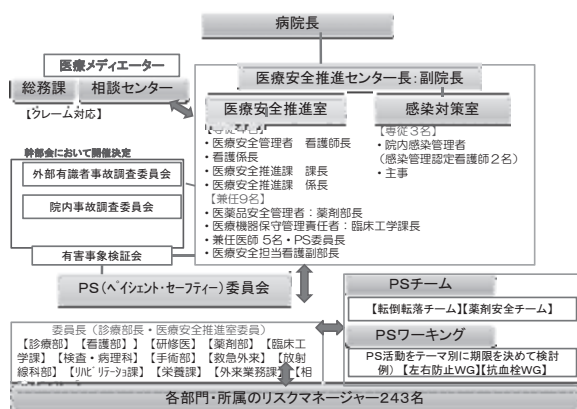 病院長
医療メディエーター
総務課
相談センター
【クレーム対応】
医療安全推進センター長:副院長
医療安全推進室
感染対策室
【専従4名】
・医療安全管理者 看護師長
・看護係長
・医療安全推進課 課長
・医療安全推進課 係長
【兼任9名】
・医薬品安全管理者:薬剤部長
・医療機器保守管理責任者:臨床工学課長
・兼任医師 5名・PS委員長
・医療安全担当看護副部長
【専従3名】
・院内感染管理者
(感染管理認定看護師2名)
・主事
幹部会において開催決定
外部有識者事故調査委員会
院内事故調査委員会
有害事象検証会
PS(ペイシェント・セーフティー)委員会
委員長(診療部長・医療安全推進室委員)
【診療部】【看護部】【研修医】【薬剤部】【臨床工
学課】【検査・病理科】【手術部】【救急外来】【放射
線科部】【リハビリテーション課】【栄養課】【外来業務課】【相
PSチーム
【転倒転落チーム】【薬剤安全チーム】
PSワーキング
PS活動をテーマ別に期限を決めて検討
例)【左右防止WG】【抗血栓WG】
各部門・所属のリスクマネージャー243名